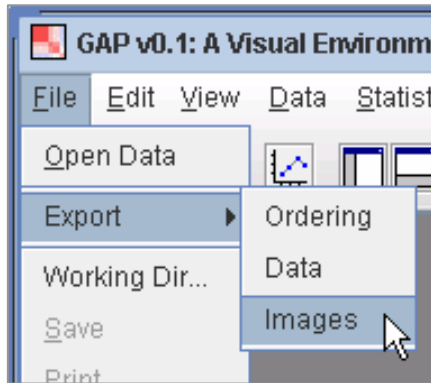 GAP v0.1: A Visual Environm
File Edit View Data Statist
Open Data
Export
Ordering
Data
Working Dir...
Images
Save
Print